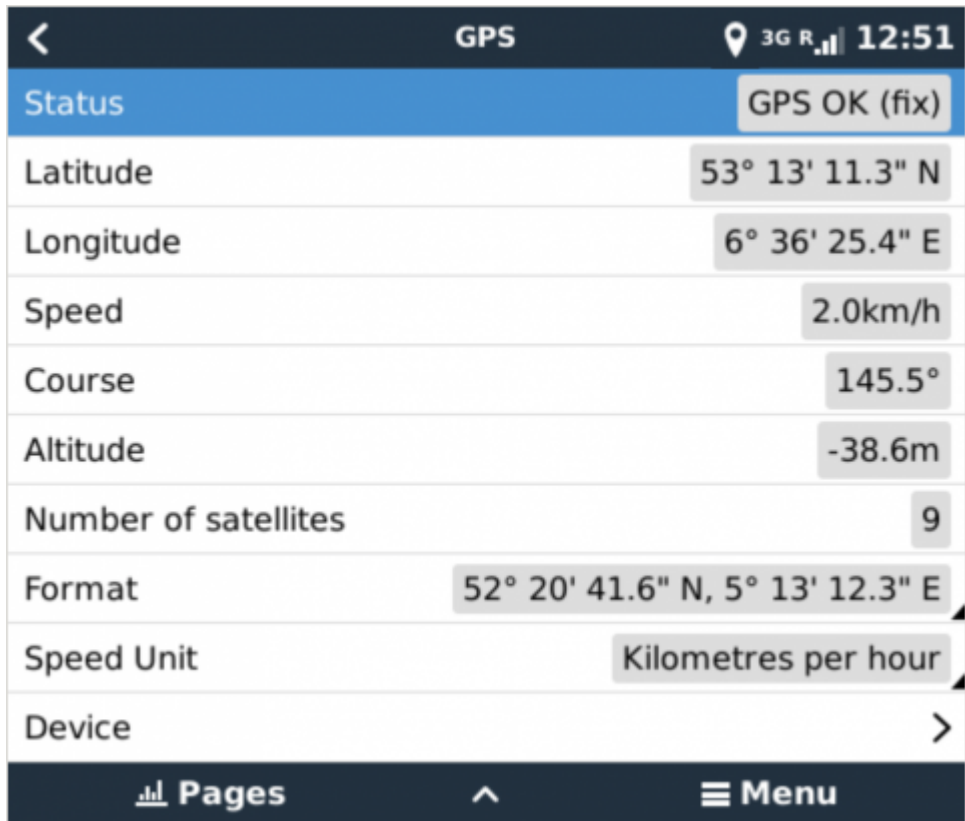 GPS 3G R 12:51
Status GPS OK (fix)
Latitude 53° 13' 11.3" N
Longitude 6° 36' 25.4" E
Speed 2.0km/h
Course 145.5°
Altitude -38.6m
Number of satellites 9
Format 52° 20' 41.6" N, 5° 13' 12.3" E
Speed Unit Kilometres per hour
Device
Pages Menu